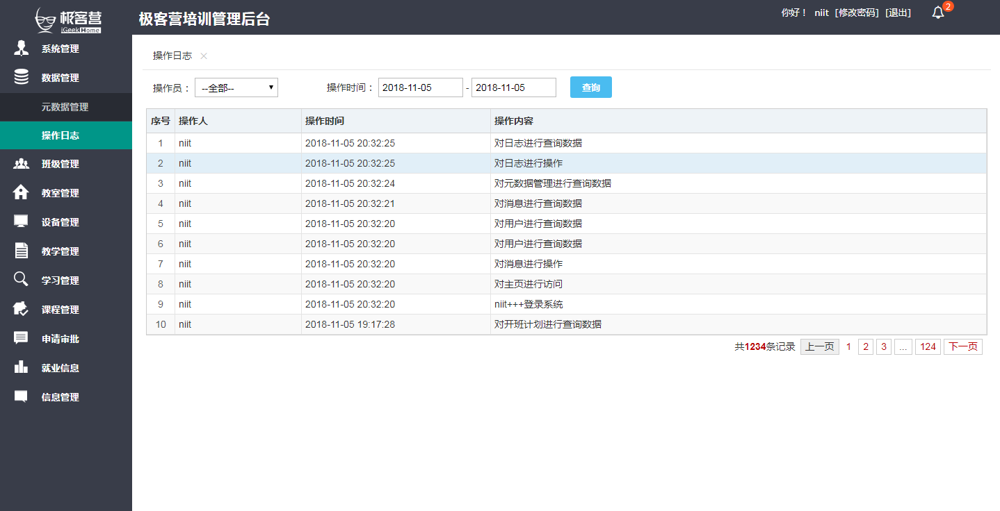 极客营
iGeekHome
极客营培训管理后台
你好！ niit [修改密码] [退出]
2
系统管理
数据管理
元数据管理
操作日志
班级管理
教室管理
设备管理
教学管理
学习管理
课程管理
申请审批
就业信息
信息管理
操作日志 ×
操作员： --全部-- 操作时间： 2018-11-05 - 2018-11-05 查询
序号 操作人 操作时间 操作内容
1 niit 2018-11-05 20:32:25 对日志进行查询数据
2 niit 2018-11-05 20:32:25 对日志进行操作
3 niit 2018-11-05 20:32:24 对元数据管理进行查询数据
4 niit 2018-11-05 20:32:21 对消息进行查询数据
5 niit 2018-11-05 20:32:20 对用户进行查询数据
6 niit 2018-11-05 20:32:20 对用户进行查询数据
7 niit 2018-11-05 20:32:20 对消息进行操作
8 niit 2018-11-05 20:32:20 对主页进行访问
9 niit 2018-11-05 20:32:20 niit+++登录系统
10 niit 2018-11-05 19:17:28 对开班计划进行查询数据
共1234条记录 上一页 1 2 3 ... 124 下一页